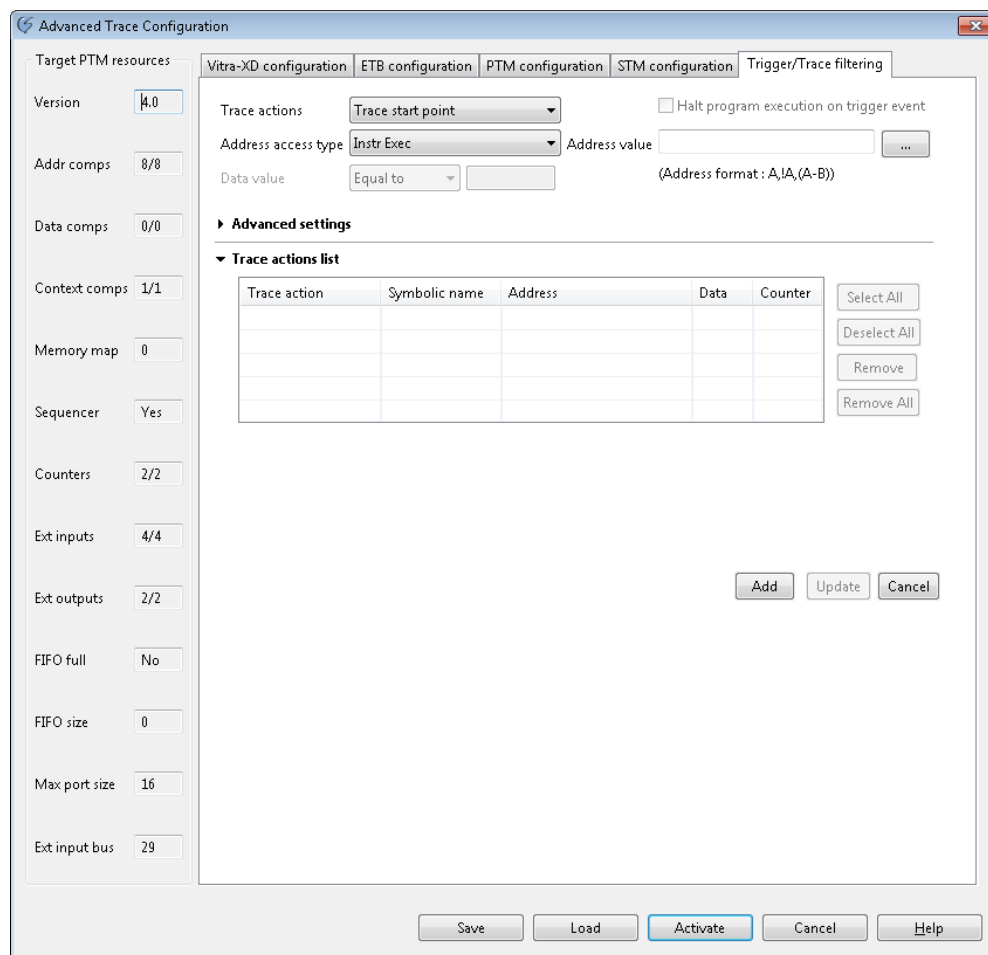 Advanced Trace Configuration
Target PTM resources
Version 4.0
Addr comps 8/8
Data comps 0/0
Context comps 1/1
Memory map 0
Sequencer Yes
Counters 2/2
Ext inputs 4/4
Ext outputs 2/2
FIFO full No
FIFO size 0
Max port size 16
Ext input bus 29
Vitra-XD configuration ETB configuration PTM configuration STM configuration Trigger/Trace filtering
Trace actions Trace start point Halt program execution on trigger event
Address access type Instr Exec Address value ...
Data value Equal to (Address format : A,!A,(A-B))
Advanced settings
Trace actions list
Trace action Symbolic name Address Data Counter
Select All
Deselect All
Remove
Remove All
Add Update Cancel
Save Load Activate Cancel Help